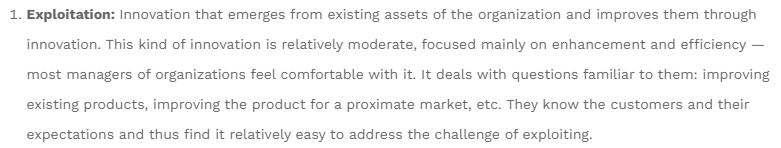 1. Exploitation: Innovation that emerges from existing assets of the organization and improves them through
innovation. This kind of innovation is relatively moderate, focused mainly on enhancement and efficiency —
most managers of organizations feel comfortable with it. It deals with questions familiar to them: improving
existing products, improving the product for a proximate market, etc. They know the customers and their
expectations and thus find it relatively easy to address the challenge of exploiting.